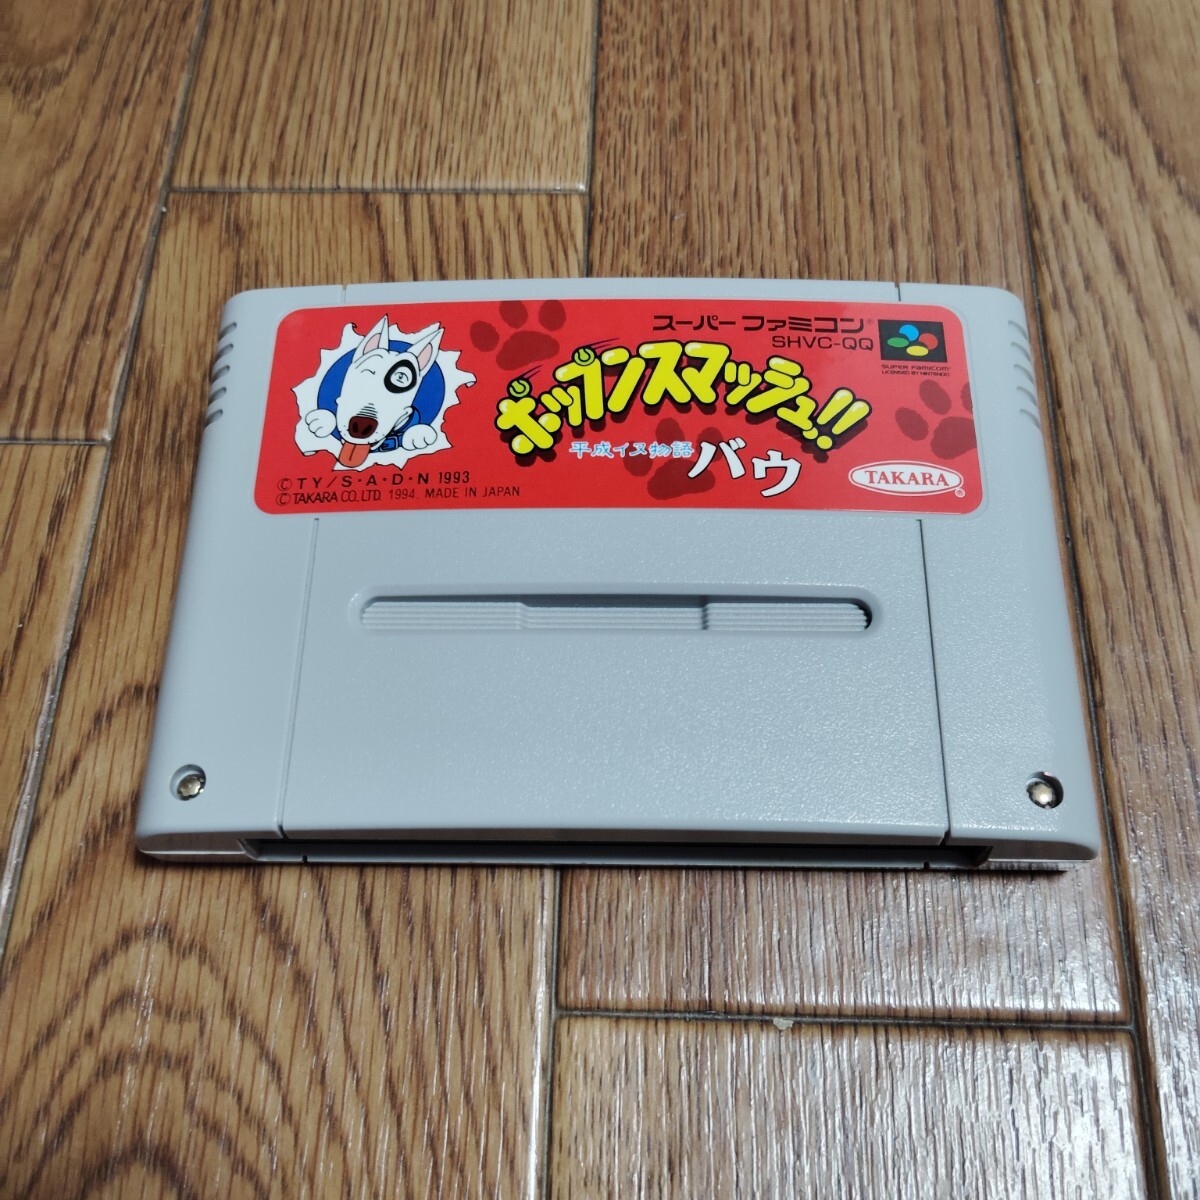 スーパーファミコン®
SHVC-QQ
SUPER FAMICOM®
LICENSED BY NINTENDO
ポップンスマッシュ!!
平成イヌ物語 バウ
TAKARA®
©TY/S・A・D・N 1993
©TAKARA CO.,LTD. 1994. MADE IN JAPAN